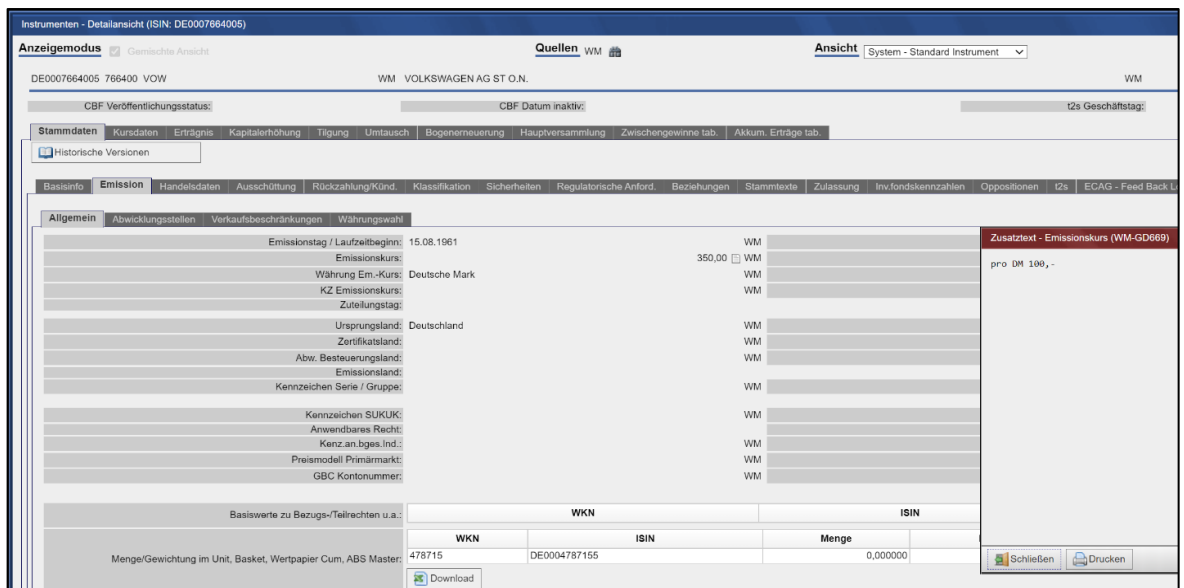 Instrumenten - Detailansicht (ISIN: DE0007664005)
Anzeigemodus Gemischte Ansicht Quellen WM Ansicht System - Standard Instrument
DE0007664005 766400 VOW WM VOLKSWAGEN AG ST O.N. WM
CBF Veröffentlichungsstatus: CBF Datum inaktiv: t2s Geschäftstag:
Stammdaten Kursdaten Erträgnis Kapitalerhöhung Tilgung Umtausch Bogenerneuerung Hauptversammlung Zwischengewinne tab. Akkum. Erträge tab.
Historische Versionen
Basisinfo Emission Handelsdaten Ausschüttung Rückzahlung/Künd. Klassifikation Sicherheiten Regulatorische Anford. Beziehungen Stammtexte Zulassung Inv.fondskennzahlen Oppositionen t2s ECAG - Feed Back
Allgemein Abwicklungsstellen Verkaufsbeschränkungen Währungswahl
Emissionstag / Laufzeitbeginn: 15.08.1961 WM
Emissionskurs: 350,00 WM
Währung Em.-Kurs: Deutsche Mark WM
KZ Emissionskurs: WM
Zuteilungstag:
Ursprungsland: Deutschland WM
Zertifikatsland: WM
Abw. Besteuerungsland: WM
Emissionsland:
Kennzeichen Serie / Gruppe: WM
Kennzeichen SUKUK: WM
Anwendbares Recht:
Kenz.an.bges.Ind.: WM
Preismodell Primärmarkt: WM
GBC Kontonummer: WM
Basiswerte zu Bezugs-/Teilrechten u.a.: WKN ISIN
WKN ISIN Menge
Menge/Gewichtung im Unit, Basket, Wertpapier Cum, ABS Master: 478715 DE0004787155 0,000000
Download
Zusatztext - Emissionskurs (WM-GD669)
pro DM 100,-
Schließen Drucken